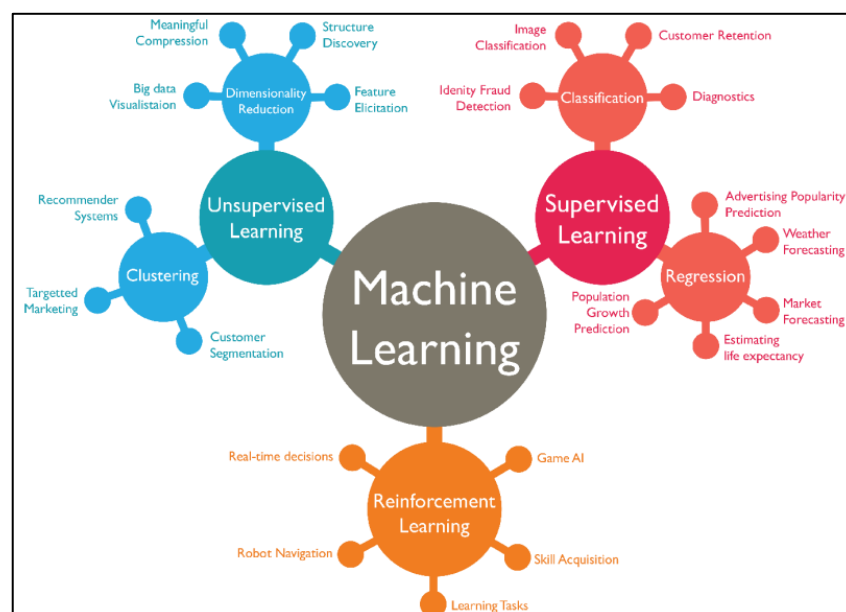 Meaningful
Compression
Structure
Discovery
Big data
Visualistaion
Dimensionality
Reduction
Feature
Elicitation
Image
Classification
Customer Retention
Idenity Fraud
Detection
Classification
Diagnostics
Recommender
Systems
Unsupervised
Learning
Clustering
Targetted
Marketing
Customer
Segmentation
Supervised
Learning
Advertising Popularity
Prediction
Weather
Forecasting
Regression
Population
Growth
Prediction
Market
Forecasting
Estimating
life expectancy
Machine
Learning
Real-time decisions
Game AI
Reinforcement
Learning
Robot Navigation
Skill Acquisition
Learning Tasks